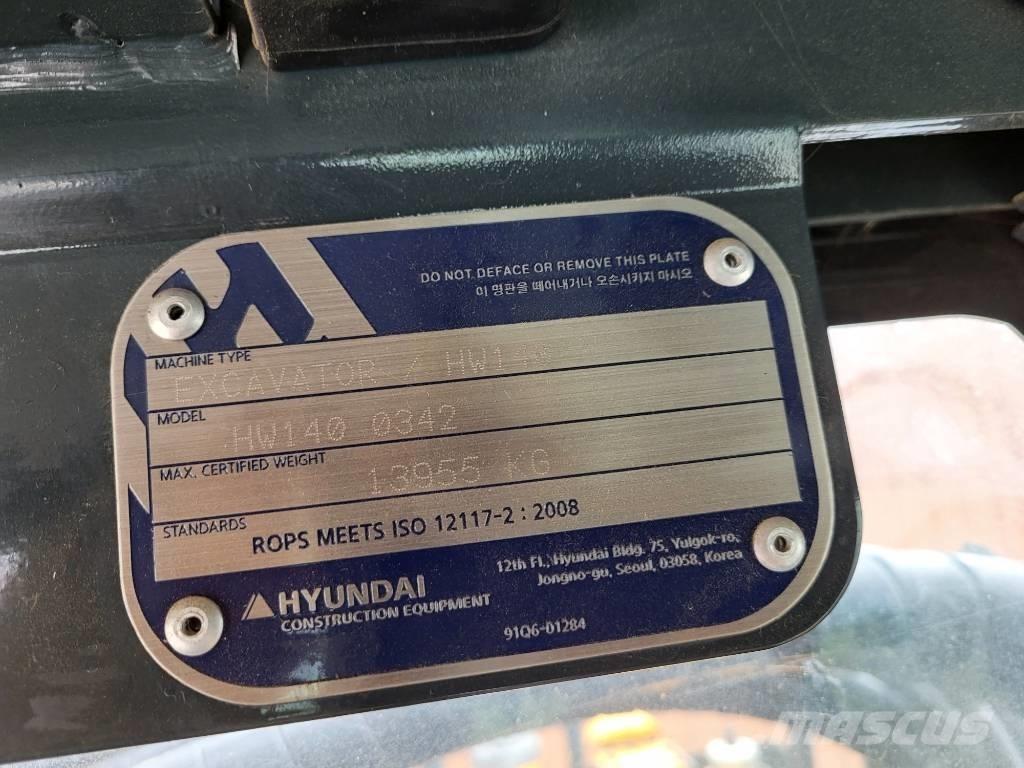 DO NOT DEFACE OR REMOVE THIS PLATE
이 명판을 떼어내거나 오손시키지 마시오
MACHINE TYPE
EXCAVATOR /
MODEL
HW140 0342
MAX. CERTIFIED WEIGHT
13955 KG
STANDARDS
ROPS MEETS ISO 12117-2 : 2008
12th Fl., Hyundai Bldg. 75, Yulgok-ro,
Jongno-gu, Seoul, 03058, Korea
HYUNDAI
CONSTRUCTION EQUIPMENT
91Q6-01284
MASCUS